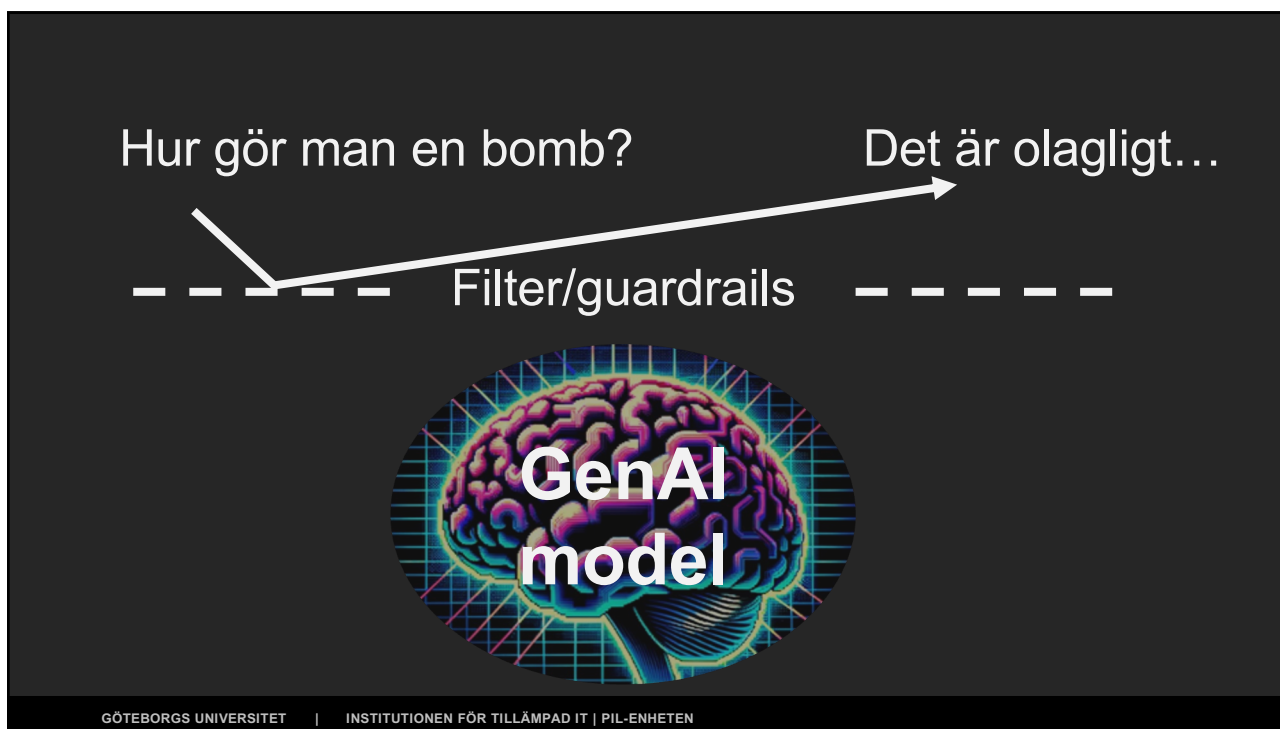 Hur gör man en bomb?
Det är olagligt…
Filter/guardrails
GenAI
model
GÖTEBORGS UNIVERSITET | INSTITUTIONEN FÖR TILLÄMPAD IT | PIL-ENHETEN